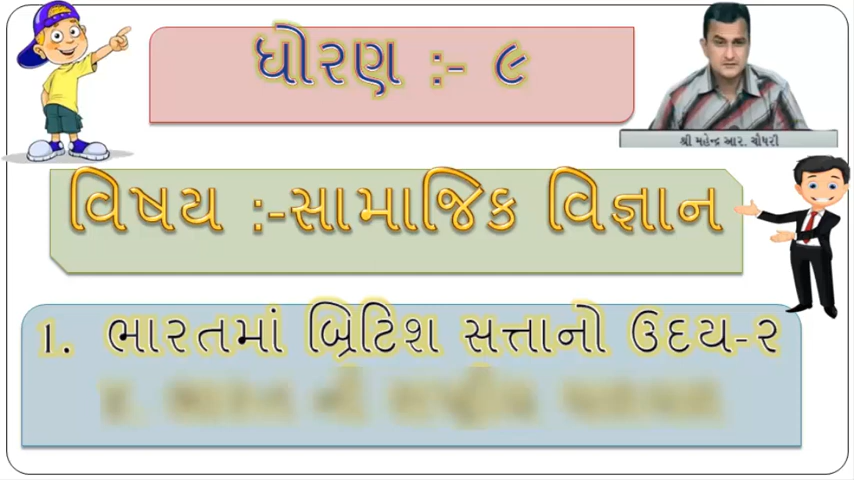 ધોરણ :- ૯
શ્રી મહેન્દ્ર આર. ચૌધરી
વિષય :-સામાજિક વિજ્ઞાન
1. ભારતમાં બ્રિટિશ સત્તાનો ઉદય-૨